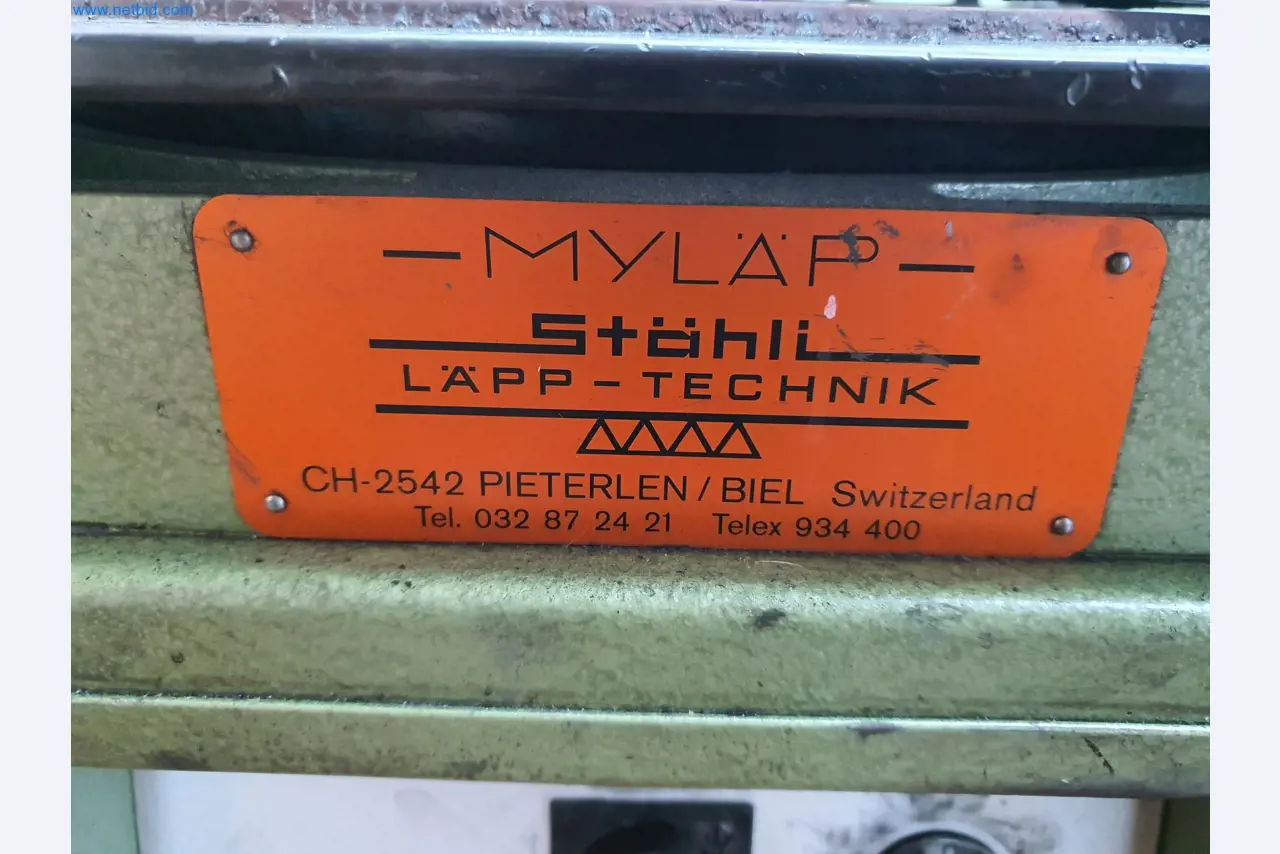 www.netbid.com
— MYLÄP —
Stähli
LÄPP - TECHNIK
CH-2542 PIETERLEN / BIEL Switzerland
Tel. 032 87 24 21 Telex 934 400